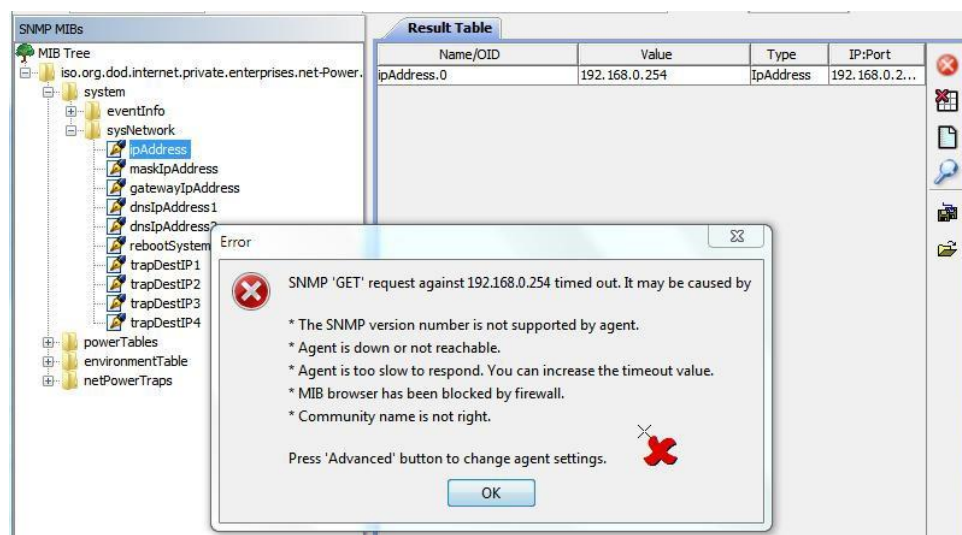 SNMP MIBs
MIB Tree
iso.org.dod.internet.private.enterprises.net-Power.
system
eventInfo
sysNetwork
ipAddress
maskIpAddress
gatewayIpAddress
dnsIpAddress1
dnsIpAddress2
rebootSystem
trapDestIP1
trapDestIP2
trapDestIP3
trapDestIP4
powerTables
environmentTable
netPowerTraps
Result Table
Name/OID Value Type IP:Port
ipAddress.0 192.168.0.254 IpAddress 192.168.0.2...
Error
SNMP 'GET' request against 192.168.0.254 timed out. It may be caused by
* The SNMP version number is not supported by agent.
* Agent is down or not reachable.
* Agent is too slow to respond. You can increase the timeout value.
* MIB browser has been blocked by firewall.
* Community name is not right.
Press 'Advanced' button to change agent settings.
OK